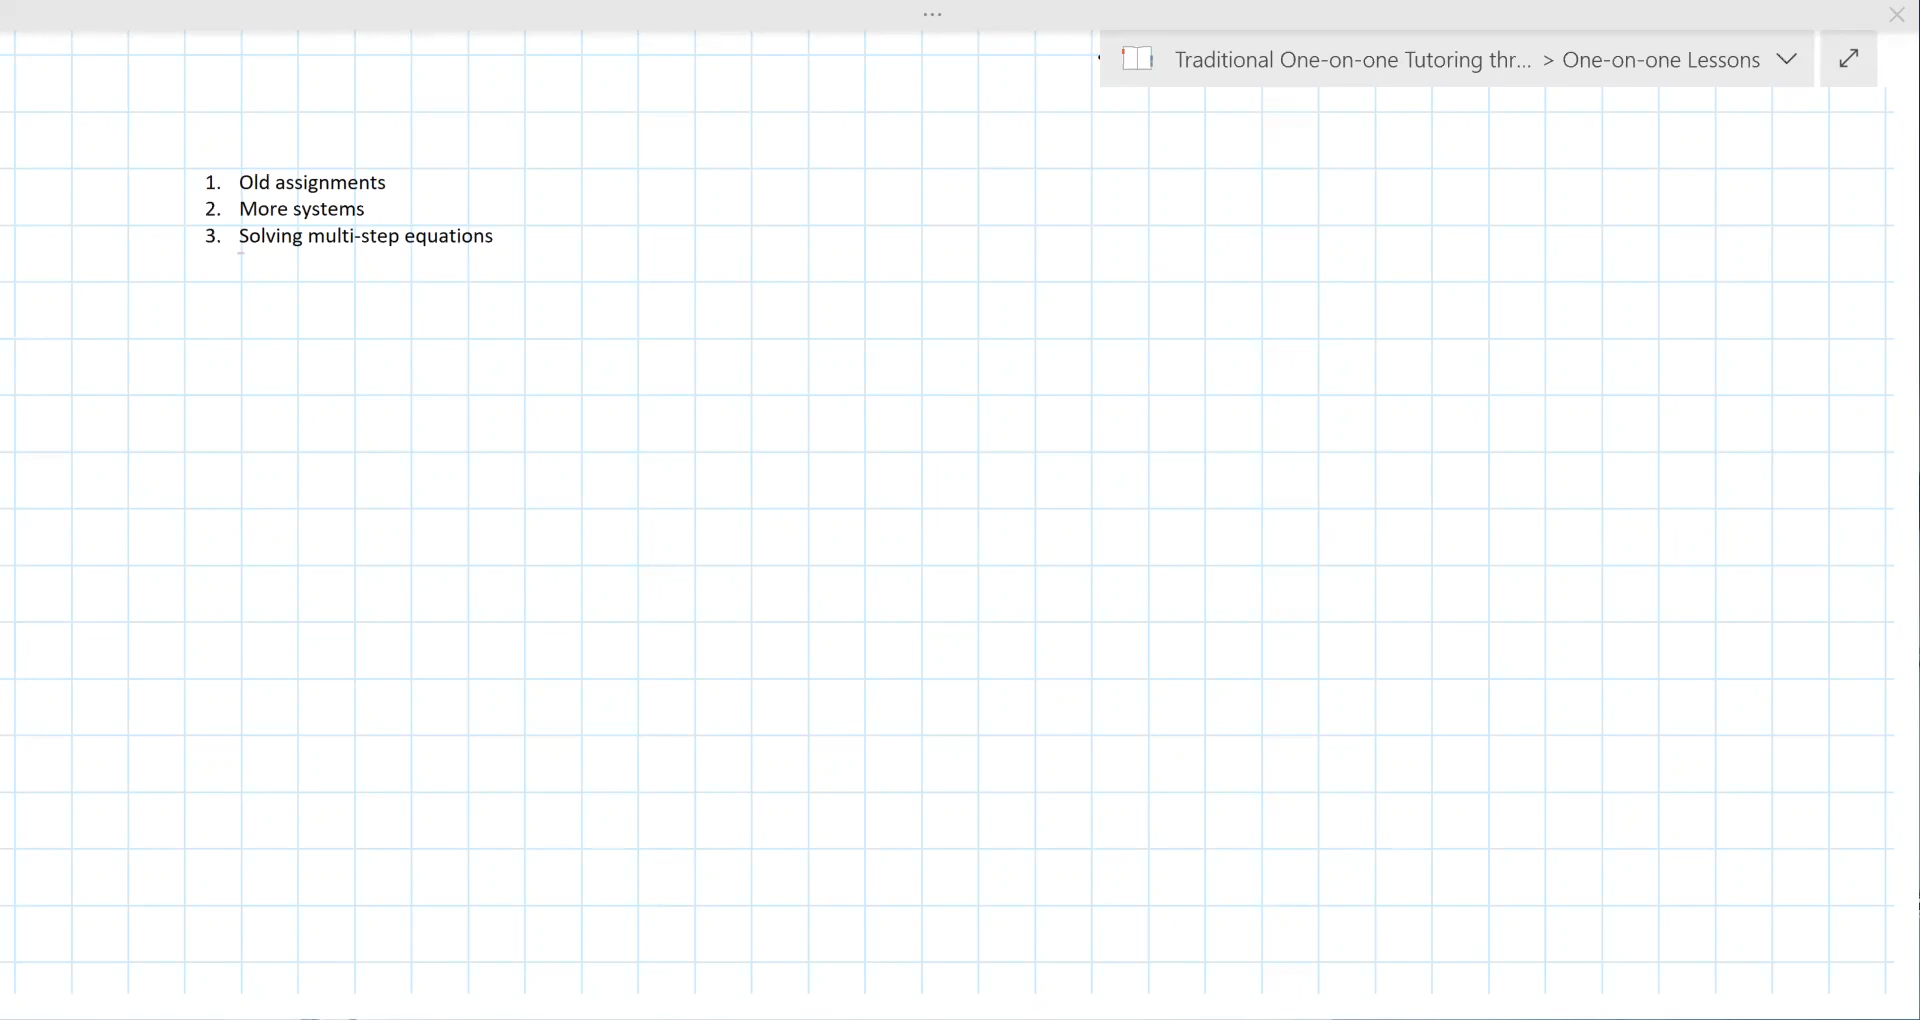 Traditional One-on-one Tutoring thr... > One-on-one Lessons
1. Old assignments
2. More systems
3. Solving multi-step equations